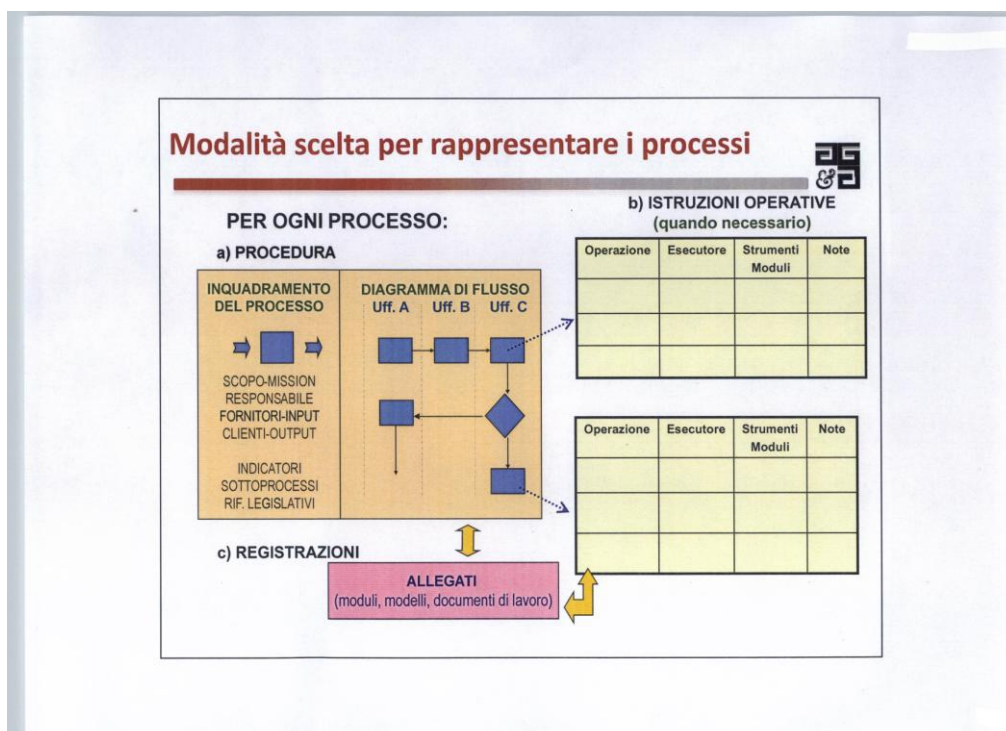 Modalità scelta per rappresentare i processi
&
PER OGNI PROCESSO:
a) PROCEDURA
INQUADRAMENTO
DEL PROCESSO
SCOPO-MISSION
RESPONSABILE
FORNITORI-INPUT
CLIENTI-OUTPUT
INDICATORI
SOTTOPROCESSI
RIF. LEGISLATIVI
DIAGRAMMA DI FLUSSO
Uff. A Uff. B Uff. C
b) ISTRUZIONI OPERATIVE
(quando necessario)
Operazione Esecutore Strumenti Note
Moduli
Operazione Esecutore Strumenti Note
Moduli
c) REGISTRAZIONI
ALLEGATI
(moduli, modelli, documenti di lavoro)